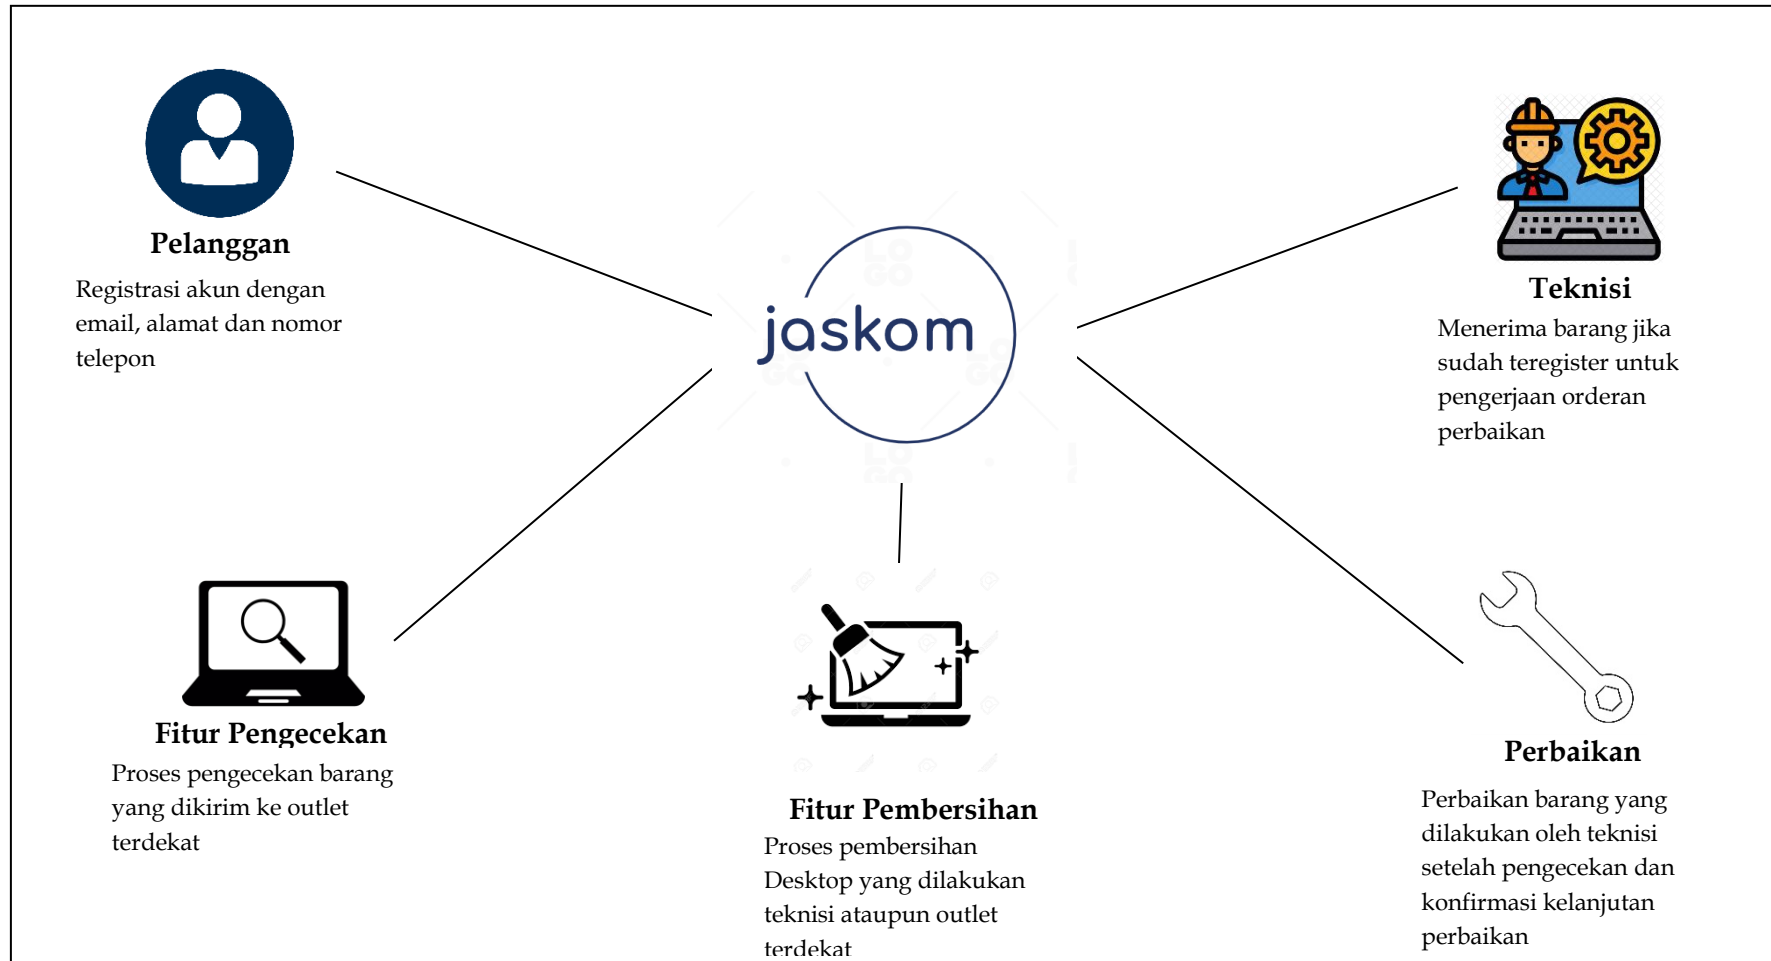 Pelanggan
Registrasi akun dengan
email, alamat dan nomor
telepon
jaskom
Teknisi
Menerima barang jika
sudah teregister untuk
pengerjaan orderan
perbaikan
Fitur Pengecekan
Proses pengecekan barang
yang dikirim ke outlet
terdekat
Fitur Pembersihan
Proses pembersihan
Desktop yang dilakukan
teknisi ataupun outlet
terdekat
Perbaikan
Perbaikan barang yang
dilakukan oleh teknisi
setelah pengecekan dan
konfirmasi kelanjutan
perbaikan